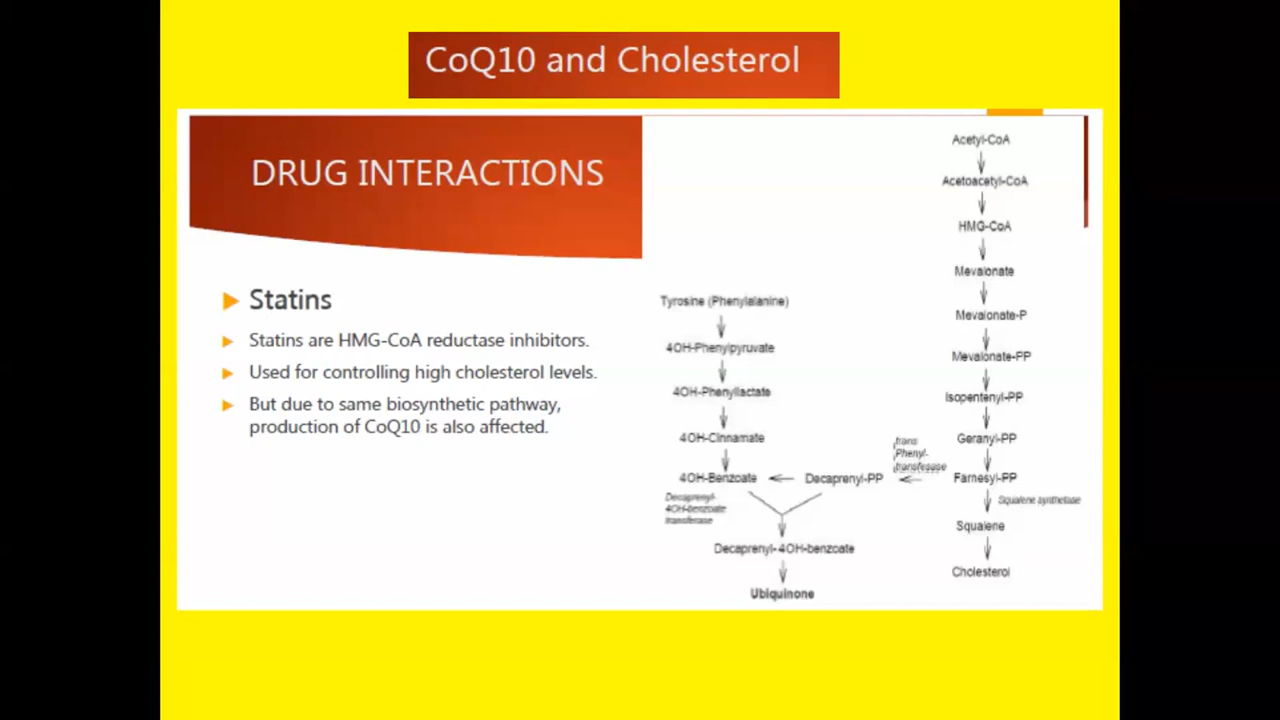 CoQ10 and Cholesterol
DRUG INTERACTIONS
Statins
Statins are HMG-CoA reductase inhibitors.
Used for controlling high cholesterol levels.
But due to same biosynthetic pathway,
production of CoQ10 is also affected.
Tyrosine (Phenylalanine)
4OH-Phenylpyruvate
4OH-Phenyllactate
4OH-Cinnamate
4OH-Benzoate
Decaprenyl-
4OH-benzoate
transferase
Decaprenyl-PP
trans
Phenyl-
transferase
Decaprenyl-4OH-benzoate
Ubiquinone
Acetyl-CoA
Acetoacetyl-CoA
HMG-CoA
Mevalonate
Mevalonate-P
Mevalonate-PP
Isopentenyl-PP
Geranyl-PP
Farnesyl-PP
Squalene synthetase
Squalene
Cholesterol